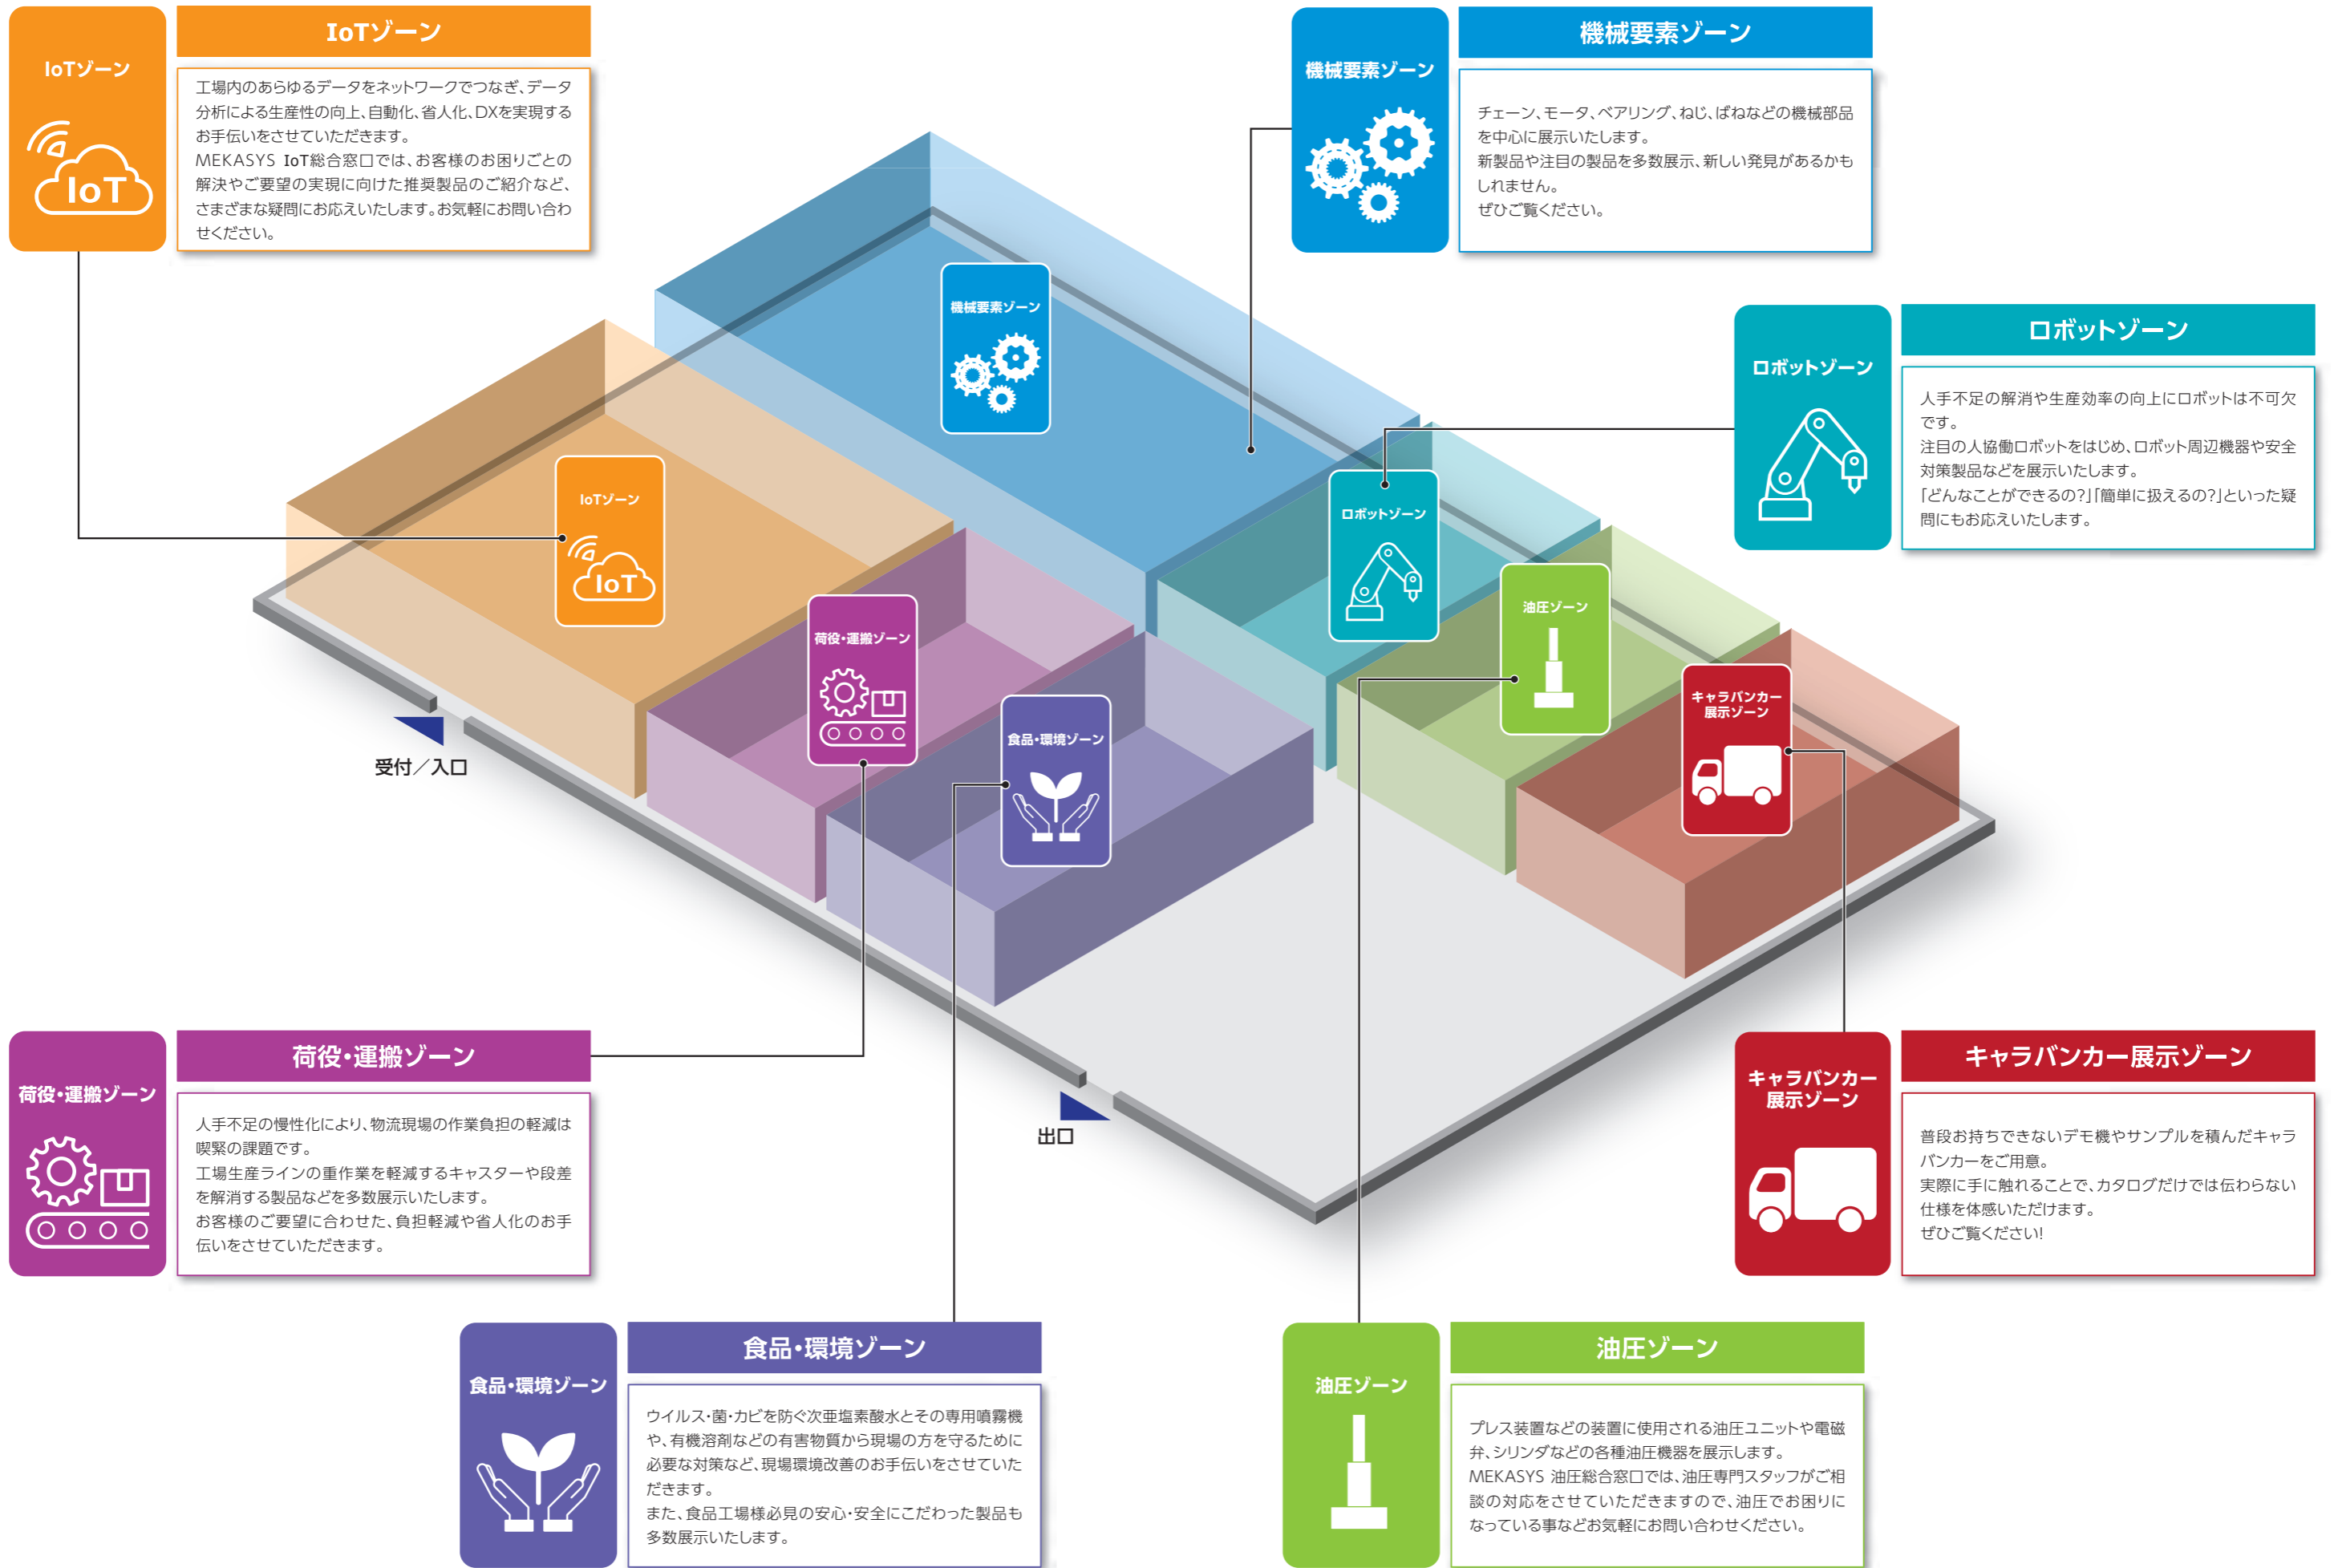 IoTゾーン
IoT
IoTゾーン
工場内のあらゆるデータをネットワークでつなぎ、データ
分析による生産性の向上、自動化、省人化、DXを実現する
お手伝いをさせていただきます。
MEKASYS IoT総合窓口では、お客様のお困りごとの
解決やご要望の実現に向けた推奨製品のご紹介など、
さまざまな疑問にお応えいたします。お気軽にお問い合わ
せください。
機械要素ゾーン
機械要素ゾーン
チェーン、モータ、ベアリング、ねじ、ばねなどの機械部品
を中心に展示いたします。
新製品や注目の製品を多数展示、新しい発見があるかも
しれません。
ぜひご覧ください。
ロボットゾーン
ロボットゾーン
人手不足の解消や生産効率の向上にロボットは不可欠
です。
注目の人協働ロボットをはじめ、ロボット周辺機器や安全
対策製品などを展示いたします。
「どんなことができるの?」「簡単に扱えるの?」といった疑
問にもお応えいたします。
機械要素ゾーン
IoTゾーン
IoT
ロボットゾーン
油圧ゾーン
荷役・運搬ゾーン
キャラバンカー
展示ゾーン
食品・環境ゾーン
受付／入口
出口
荷役・運搬ゾーン
荷役・運搬ゾーン
人手不足の慢性化により、物流現場の作業負担の軽減は
喫緊の課題です。
工場生産ラインの重作業を軽減するキャスターや段差
を解消する製品などを多数展示いたします。
お客様のご要望に合わせた、負担軽減や省人化のお手
伝いをさせていただきます。
キャラバンカー
展示ゾーン
キャラバンカー展示ゾーン
普段お持ちできないデモ機やサンプルを積んだキャラ
バンカーをご用意。
実際に手に触れることで、カタログだけでは伝わらない
仕様を体感いただけます。
ぜひご覧ください!
食品・環境ゾーン
食品・環境ゾーン
ウイルス・菌・カビを防ぐ次亜塩素酸水とその専用噴霧機
や、有機溶剤などの有害物質から現場の方を守るために
必要な対策など、現場環境改善のお手伝いをさせていた
だきます。
また、食品工場様必見の安心・安全にこだわった製品も
多数展示いたします。
油圧ゾーン
油圧ゾーン
プレス装置などの装置に使用される油圧ユニットや電磁
弁、シリンダなどの各種油圧機器を展示します。
MEKASYS 油圧総合窓口では、油圧専門スタッフがご相
談の対応をさせていただきますので、油圧でお困りに
なっている事などお気軽にお問い合わせください。